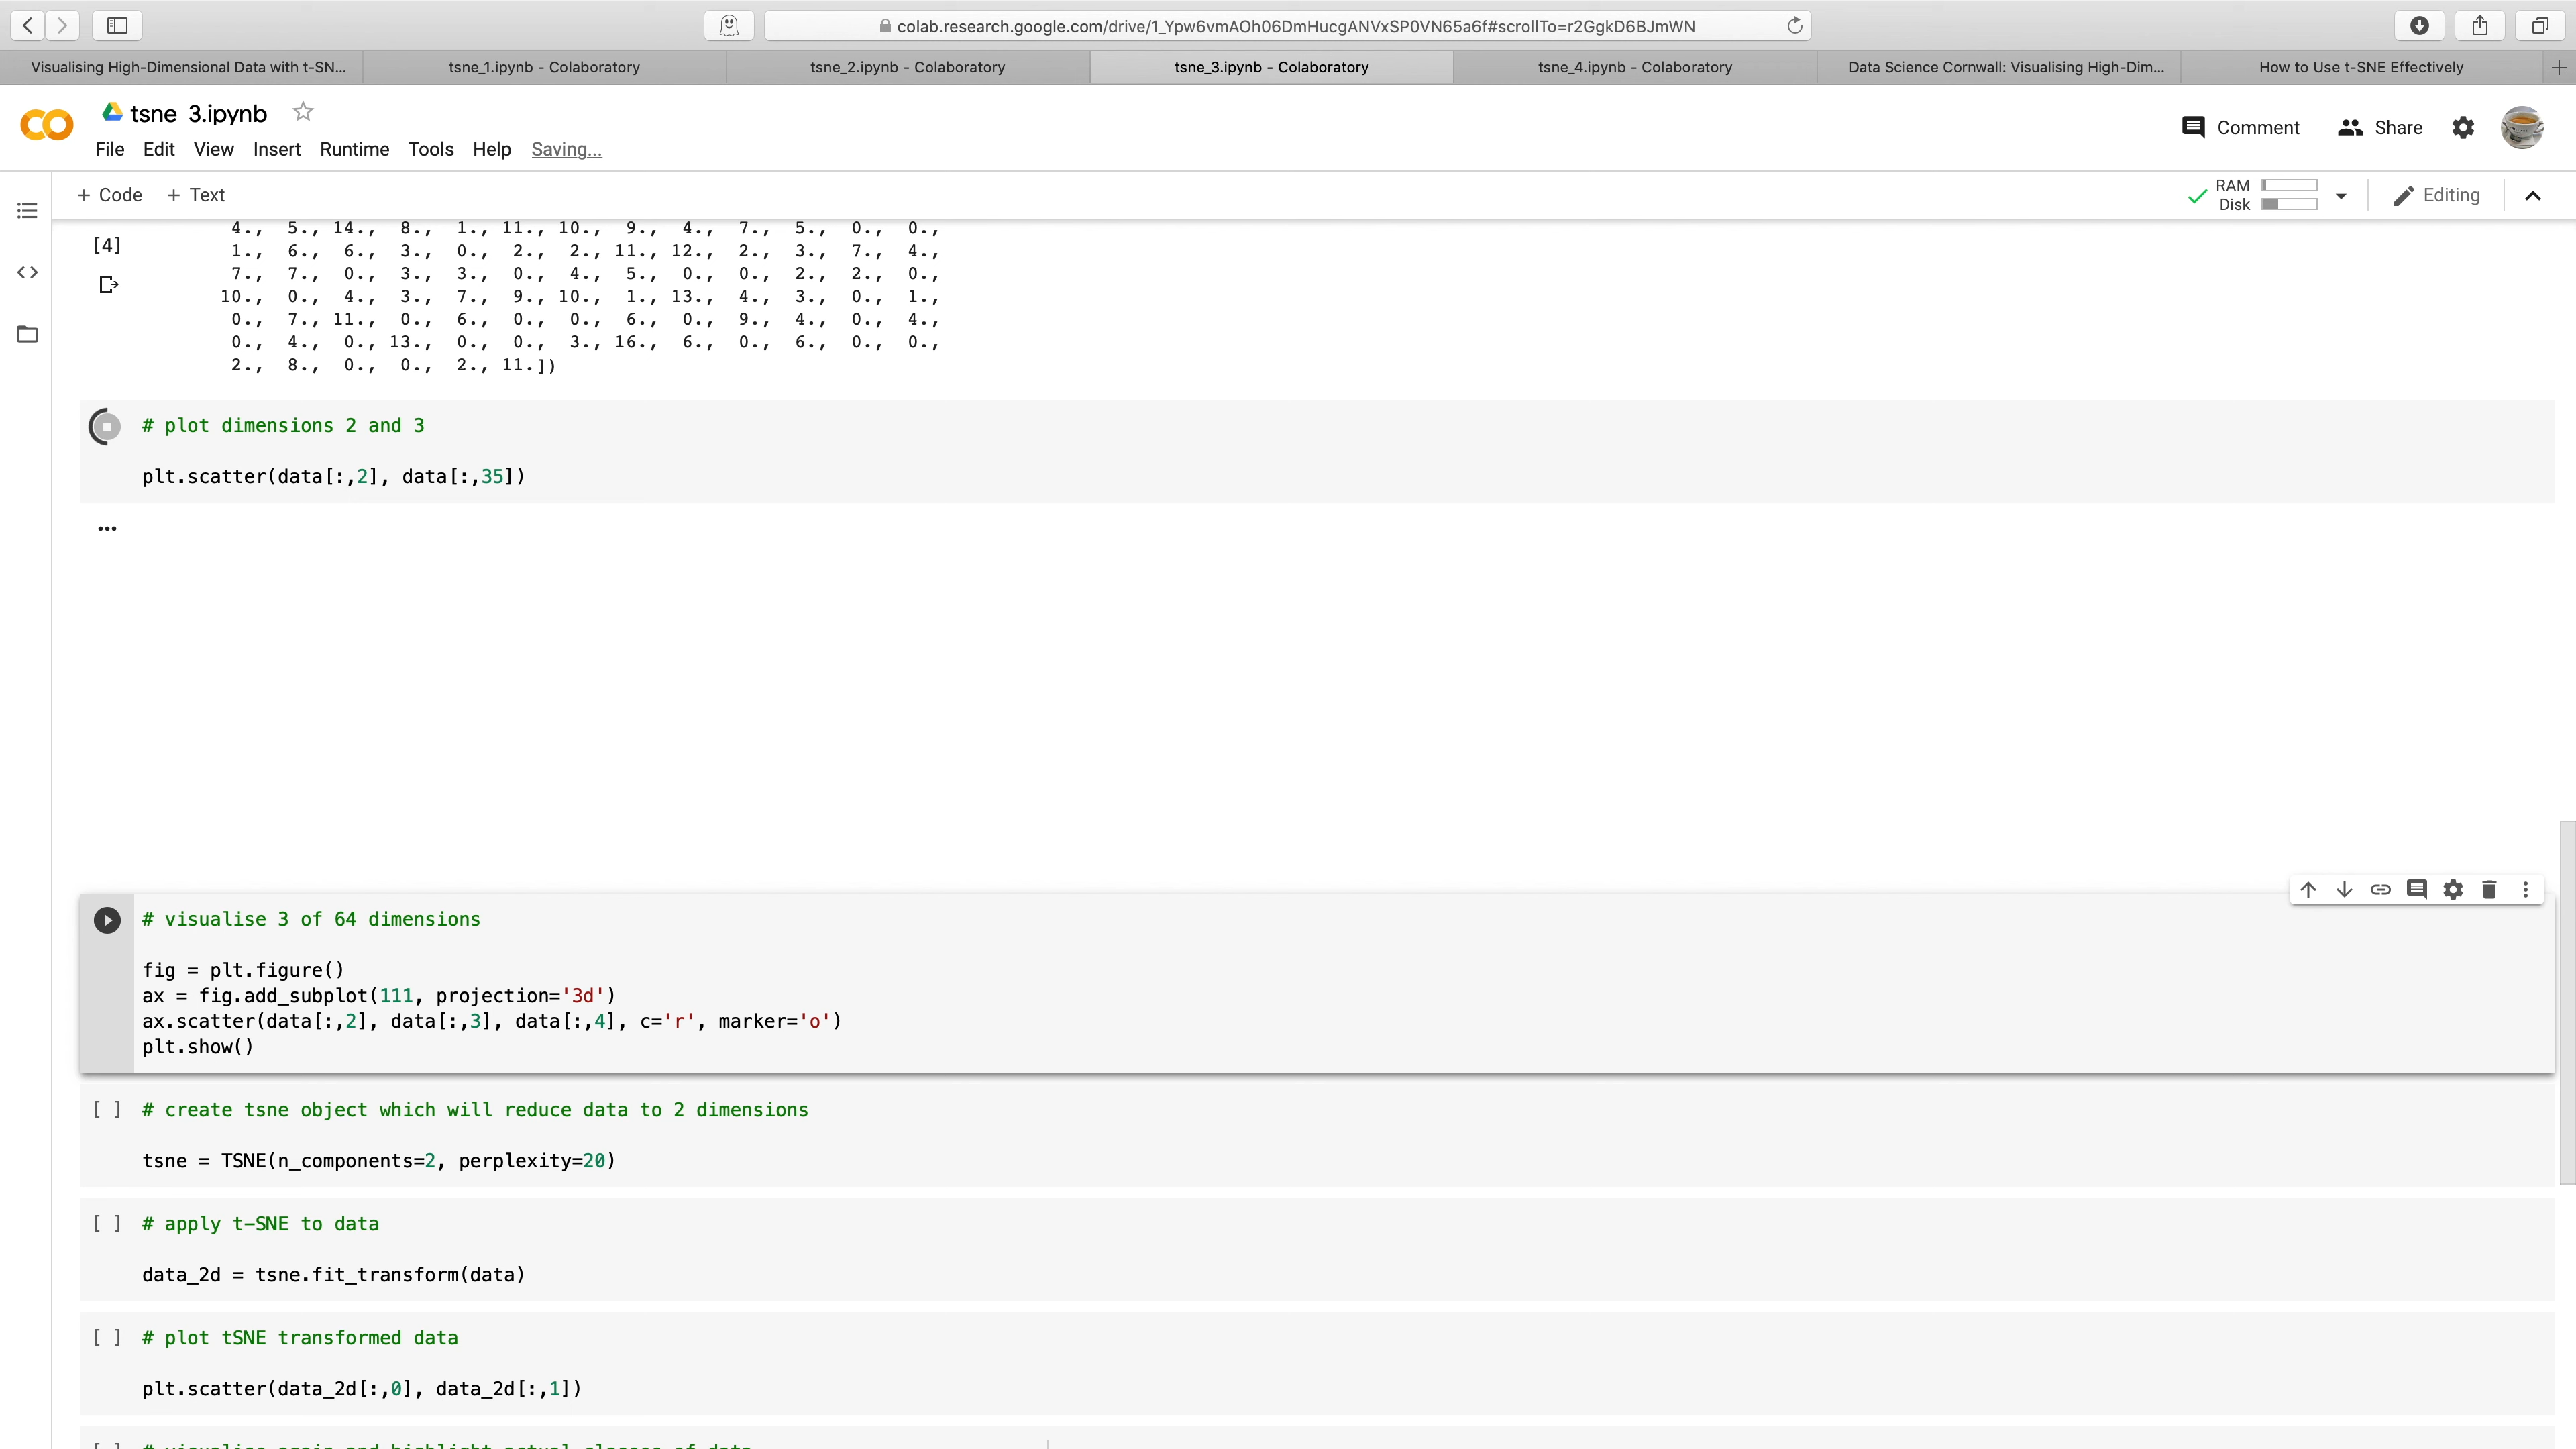 colab.research.google.com/drive/1_Ypw6vmAOh06DmHucgANVxSP0VN65a6f#scrollTo=r2GgkD6BJmWN
Visualising High-Dimensional Data with t-SN... tsne_1.ipynb - Colaboratory tsne_2.ipynb - Colaboratory tsne_3.ipynb - Colaboratory tsne_4.ipynb - Colaboratory Data Science Cornwall: Visualising High-Dim... How to Use t-SNE Effectively
tsne_3.ipynb
Comment Share
File Edit View Insert Runtime Tools Help Saving...
+ Code + Text RAM Disk Editing
4., 5., 14., 8., 1., 11., 10., 9., 4., 7., 5., 0., 0.,
[4] 1., 6., 6., 3., 0., 2., 2., 11., 12., 2., 3., 7., 4.,
7., 7., 0., 3., 3., 0., 4., 5., 0., 0., 2., 2., 0.,
10., 0., 4., 3., 7., 9., 10., 1., 13., 4., 3., 0., 1.,
0., 7., 11., 0., 6., 0., 0., 6., 0., 9., 4., 0., 4.,
0., 4., 0., 13., 0., 0., 3., 16., 6., 0., 6., 0., 0.,
2., 8., 0., 0., 2., 11.])
# plot dimensions 2 and 3
plt.scatter(data[:,2], data[:,35])
...
# visualise 3 of 64 dimensions
fig = plt.figure()
ax = fig.add_subplot(111, projection='3d')
ax.scatter(data[:,2], data[:,3], data[:,4], c='r', marker='o')
plt.show()
[ ] # create tsne object which will reduce data to 2 dimensions
tsne = TSNE(n_components=2, perplexity=20)
[ ] # apply t-SNE to data
data_2d = tsne.fit_transform(data)
[ ] # plot tSNE transformed data
plt.scatter(data_2d[:,0], data_2d[:,1])
[ ] # visualise again and highlight actual classes of data